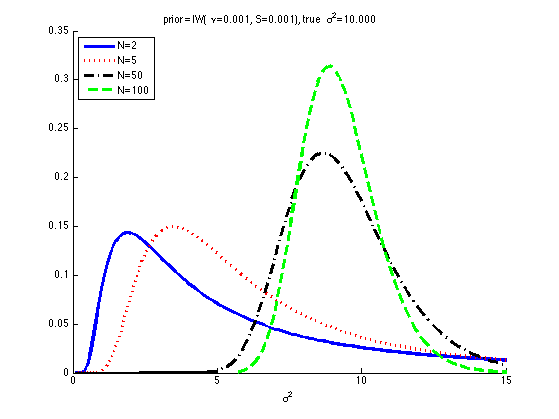 prior=IW( ν=0.001, S=0.001), true σ²=10.000
0.35
0.3
0.25
0.2
0.15
0.1
0.05
0
N=2
N=5
N=50
N=100
0
5
10
15
σ²